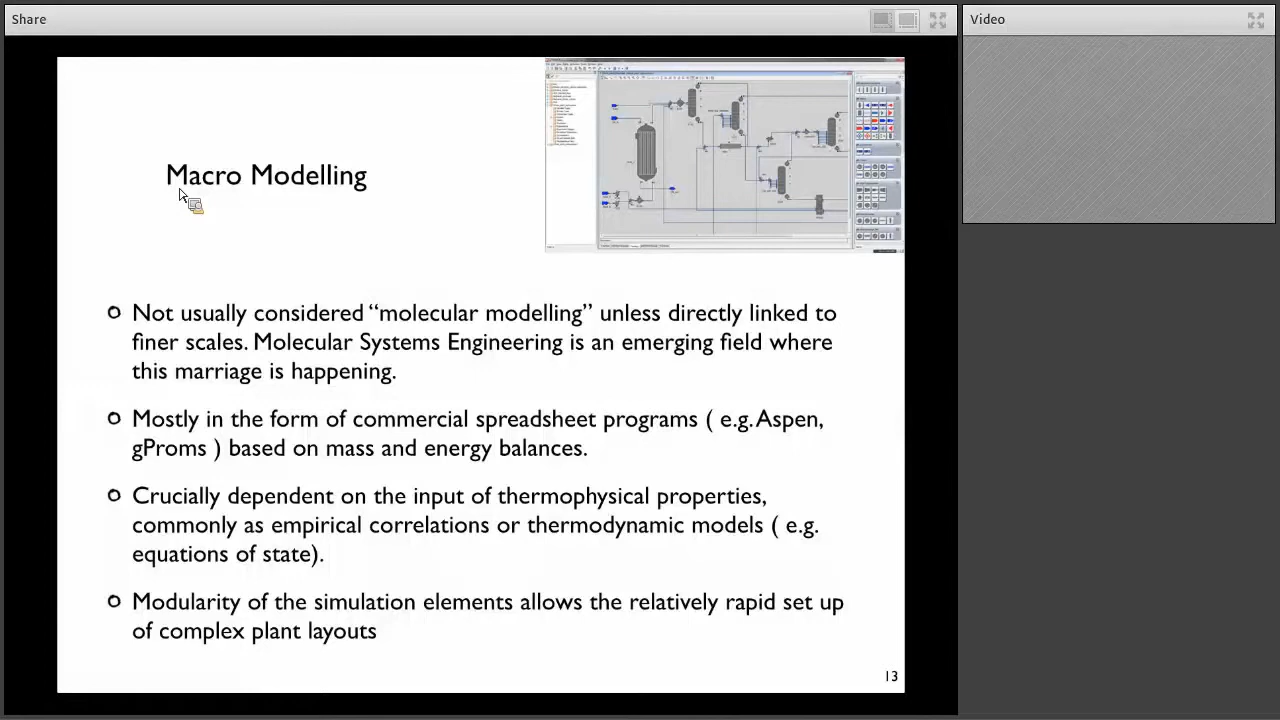 Share
Video
Macro Modelling
Not usually considered “molecular modelling” unless directly linked to
finer scales. Molecular Systems Engineering is an emerging field where
this marriage is happening.
Mostly in the form of commercial spreadsheet programs ( e.g. Aspen,
gProms ) based on mass and energy balances.
Crucially dependent on the input of thermophysical properties,
commonly as empirical correlations or thermodynamic models ( e.g.
equations of state).
Modularity of the simulation elements allows the relatively rapid set up
of complex plant layouts
13